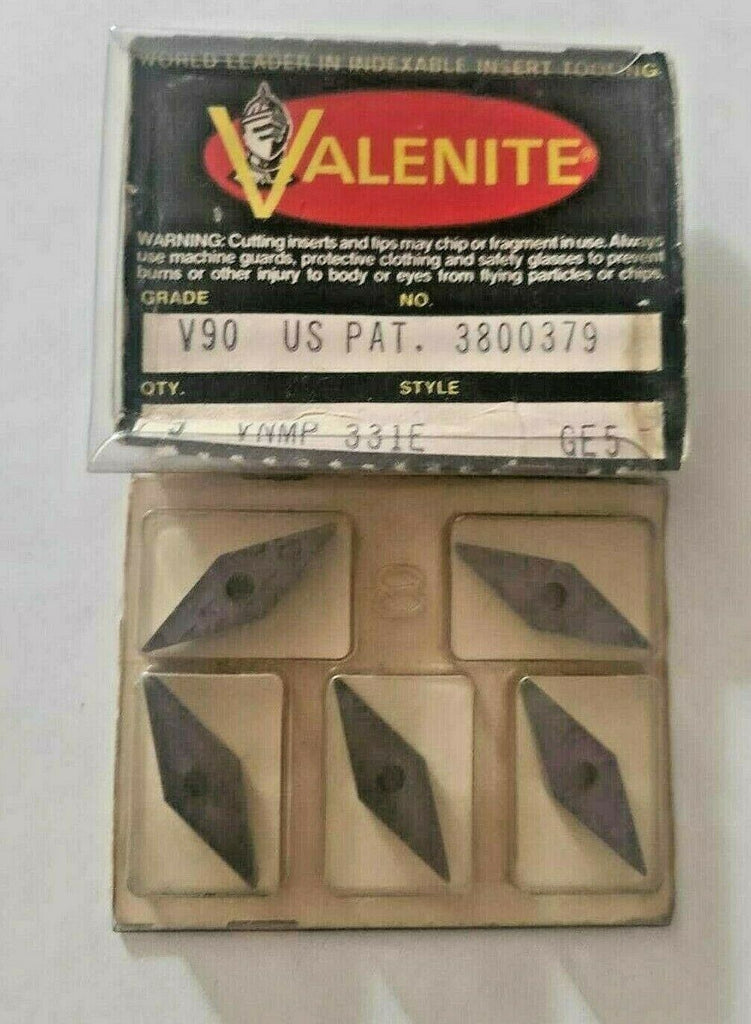 WORLD LEADER IN INDEXABLE INSERT TOOLING
VALENITE®
WARNING: Cutting inserts and tips may chip or fragment in use. Always
use machine guards, protective clothing and safety glasses to prevent
burns or other injury to body or eyes from flying particles or chips.
GRADE NO.
V90 US PAT. 3800379
QTY. STYLE
5 VNMP 331E GE5
8